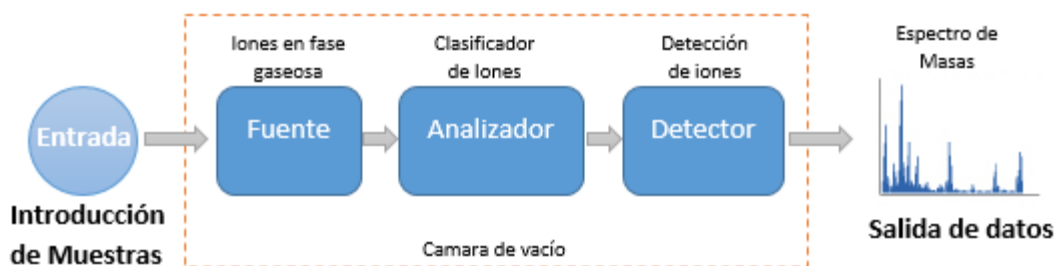 Iones en fase
gaseosa
Clasificador
de Iones
Detección
de iones
Espectro de
Masas
Entrada
Fuente
Analizador
Detector
Introducción
de Muestras
Salida de datos
Camara de vacío